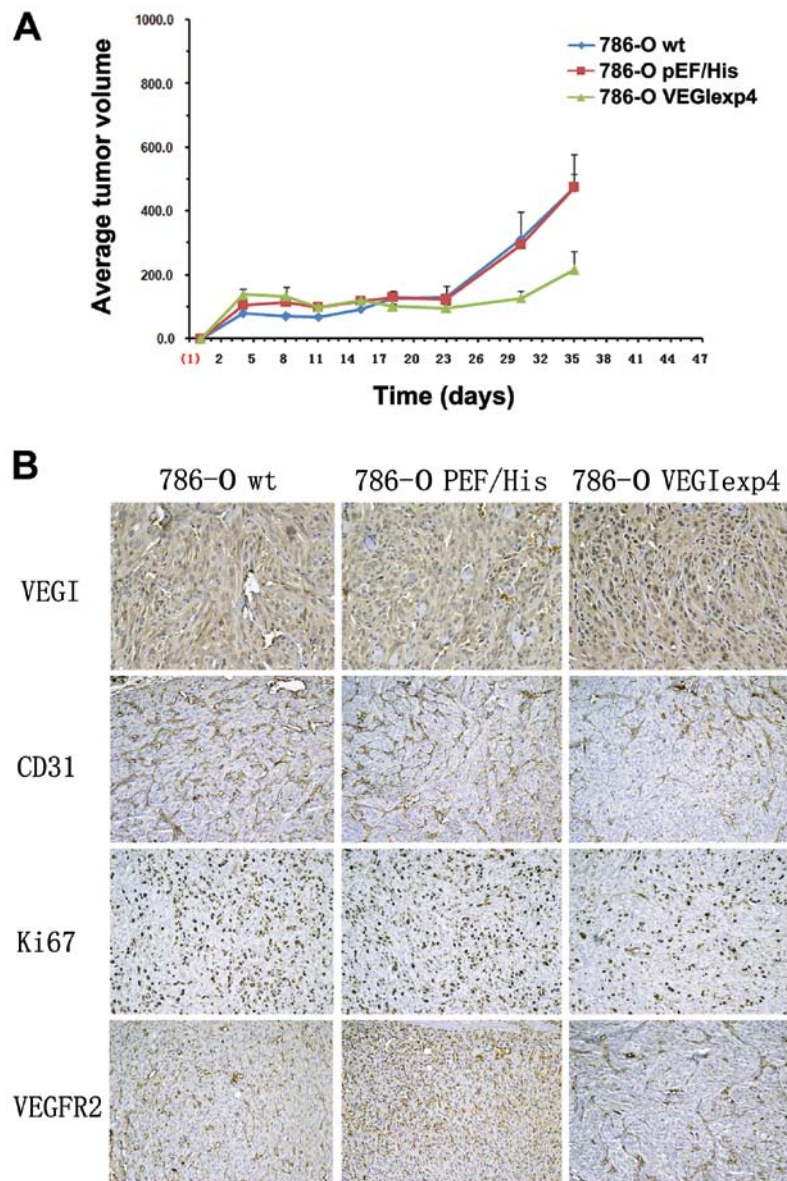 A
1000.0
800.0
600.0
400.0
200.0
0.0
Average tumor volume
786-O wt
786-O pEF/His
786-O VEGIexp4
(1) 2 5 8 11 14 17 20 23 26 30 32 35 38 41 44 47
Time (days)
B
786-O wt 786-O PEF/His 786-O VEGIexp4
VEGI
CD31
Ki67
VEGFR2